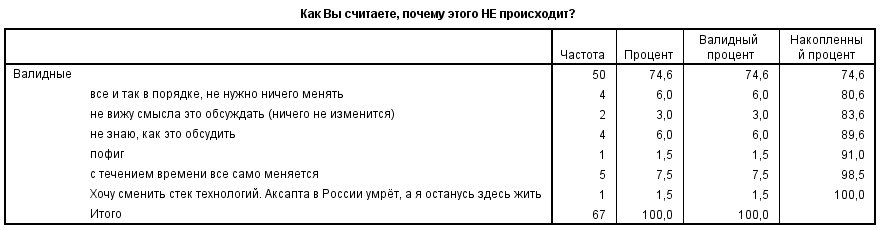 Как Вы считаете, почему этого НЕ происходит?
Частота Процент Валидный процент Накопленны й процент
Валидные 50 74,6 74,6 74,6
все и так в порядке, не нужно ничего менять 4 6,0 6,0 80,6
не вижу смысла это обсуждать (ничего не изменится) 2 3,0 3,0 83,6
не знаю, как это обсудить 4 6,0 6,0 89,6
пофиг 1 1,5 1,5 91,0
с течением времени все само меняется 5 7,5 7,5 98,5
Хочу сменить стек технологий. Аксапта в России умрёт, а я останусь здесь жить 1 1,5 1,5 100,0
Итого 67 100,0 100,0